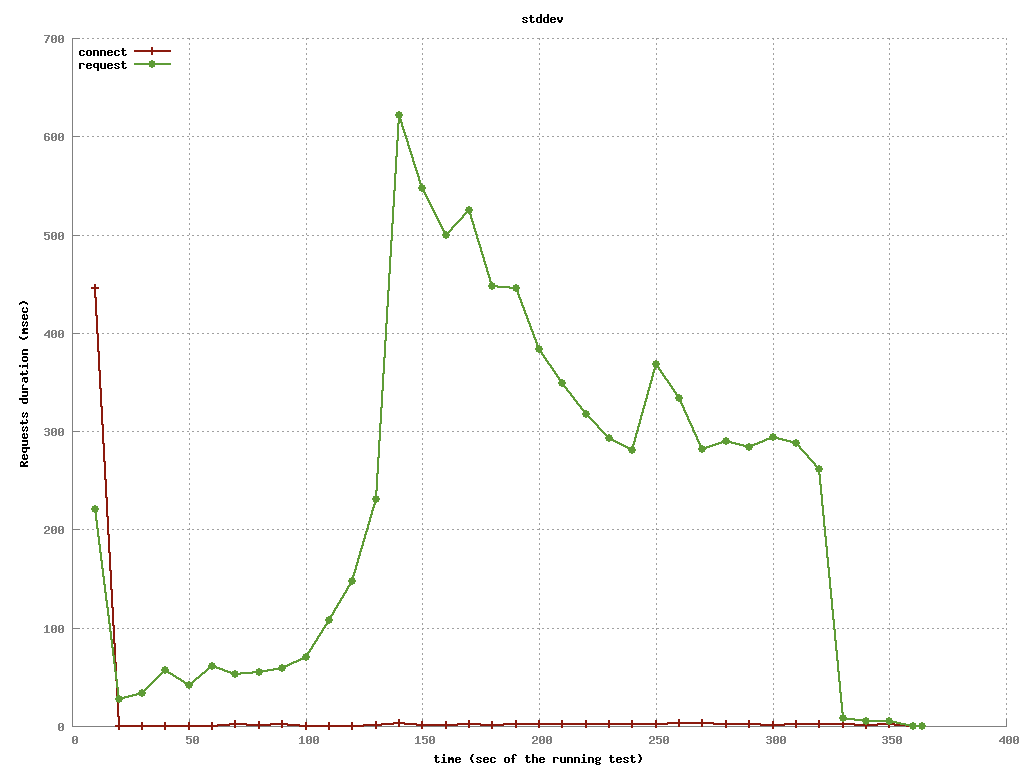 stddev
connect
request
700
600
500
400
300
200
100
0
Requests duration (msec)
0 50 100 150 200 250 300 350 400
time (sec of the running test)